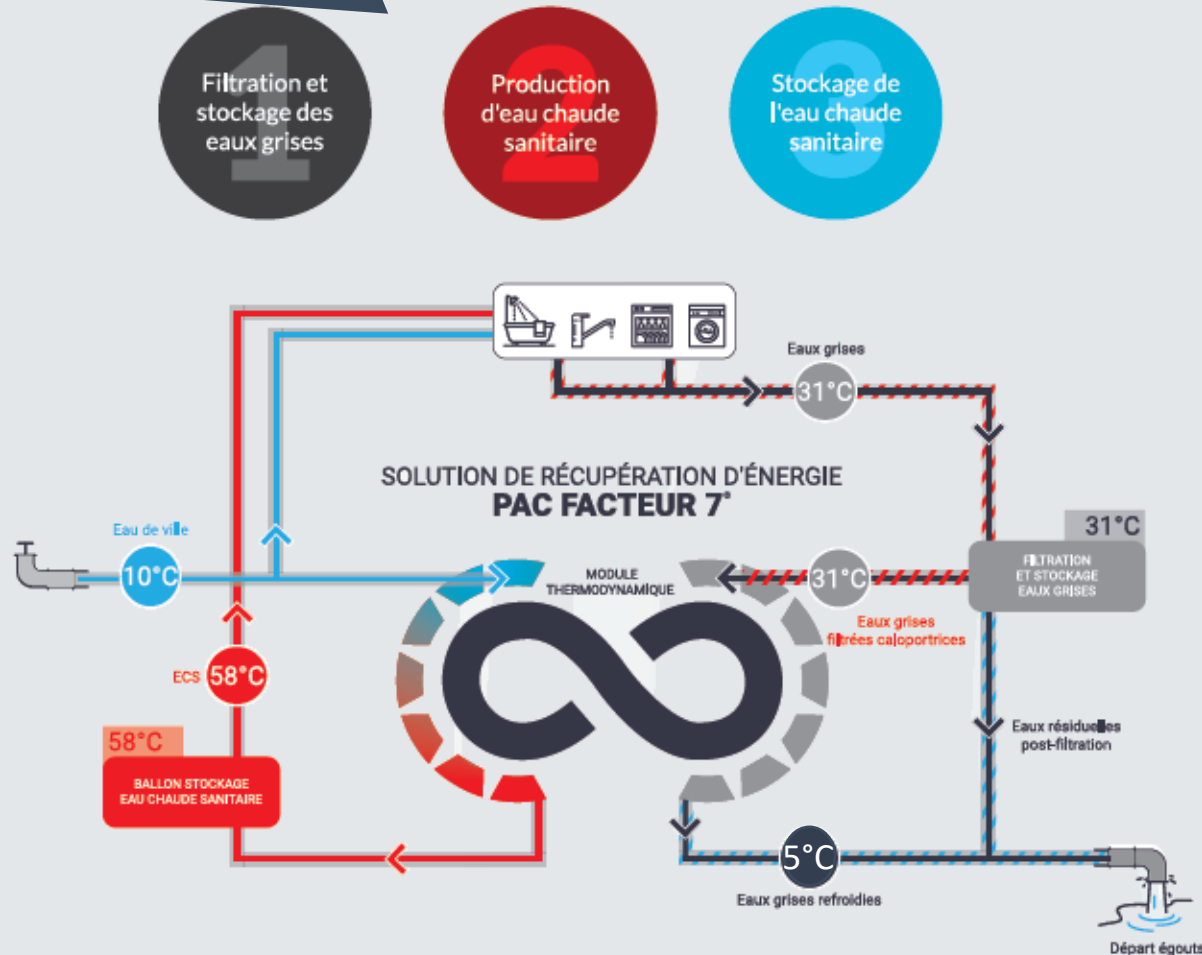 1
Filtration et
stockage des
eaux grises
2
Production
d'eau chaude
sanitaire
3
Stockage de
l'eau chaude
sanitaire
Eaux grises
31°C
SOLUTION DE RÉCUPÉRATION D'ÉNERGIE
PAC FACTEUR 7®
Eau de ville
10°C
MODULE
THERMODYNAMIQUE
31°C
31°C
FILTRATION
ET STOCKAGE
EAUX GRISES
Eaux grises
filtrées caloportrices
ECS
58°C
58°C
BALLON STOCKAGE
EAU CHAUDE SANITAIRE
Eaux résiduelles
post-filtration
5°C
Eaux grises refroidies
Départ égouts